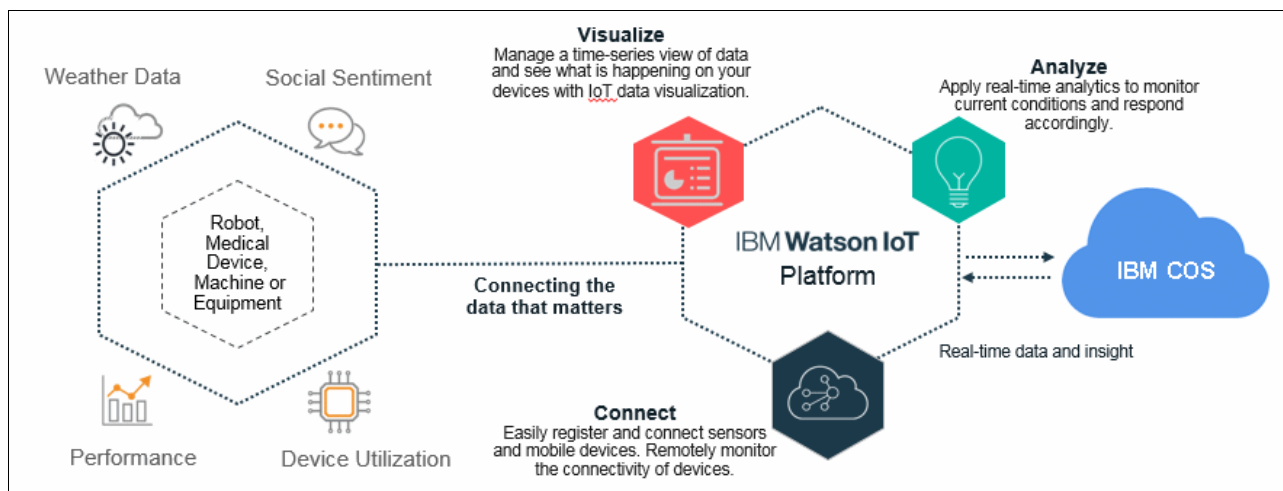 Weather Data
Social Sentiment
Robot,
Medical
Device,
Machine or
Equipment
Performance
Device Utilization
Connecting the
data that matters
Visualize
Manage a time-series view of data
and see what is happening on your
devices with IoT data visualization.
Analyze
Apply real-time analytics to monitor
current conditions and respond
accordingly.
IBM Watson IoT
Platform
IBM COS
Real-time data and insight
Connect
Easily register and connect sensors
and mobile devices. Remotely monitor
the connectivity of devices.